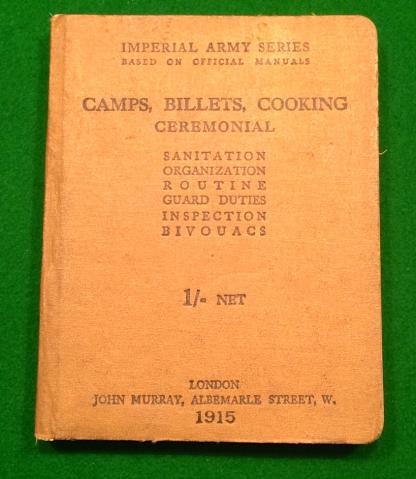 IMPERIAL ARMY SERIES
BASED ON OFFICIAL MANUALS
CAMPS, BILLETS, COOKING
CEREMONIAL
SANITATION
ORGANIZATION
ROUTINE
GUARD DUTIES
INSPECTION
BIVOUACS
1/- NET
LONDON
JOHN MURRAY, ALBEMARLE STREET, W.
1915